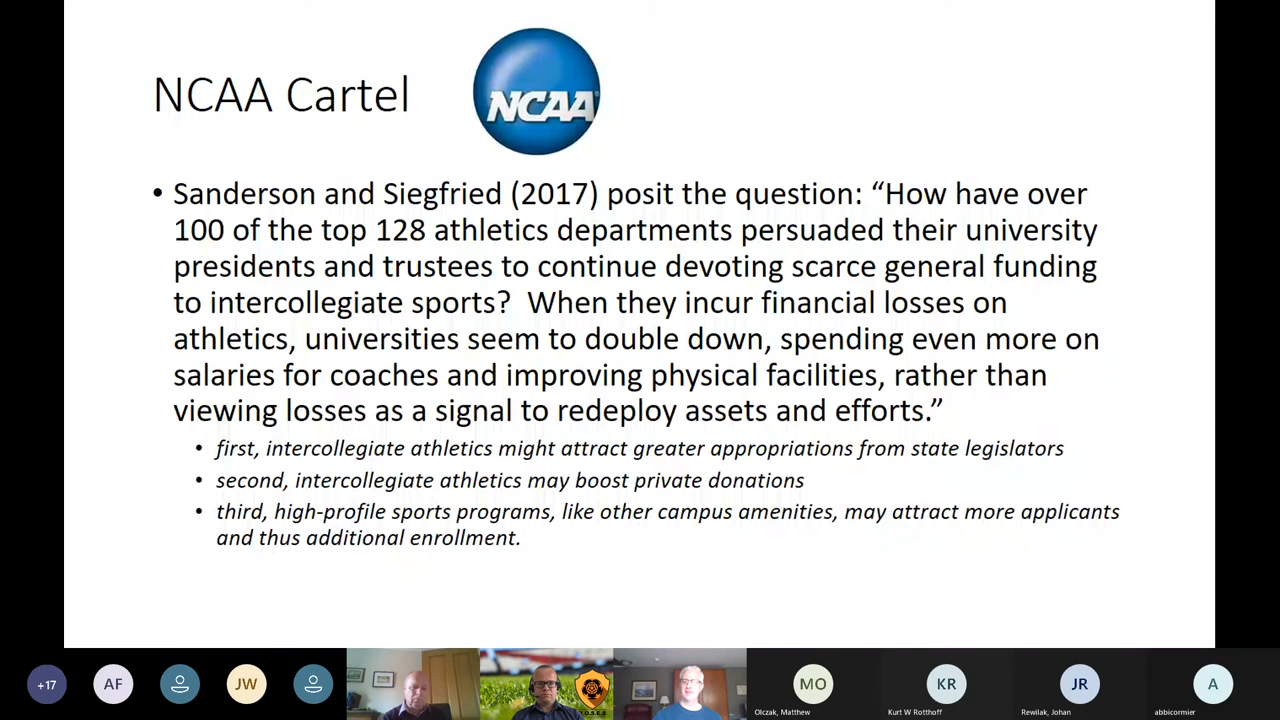 NCAA Cartel
NCAA
• Sanderson and Siegfried (2017) posit the question: “How have over
100 of the top 128 athletics departments persuaded their university
presidents and trustees to continue devoting scarce general funding
to intercollegiate sports?  When they incur financial losses on
athletics, universities seem to double down, spending even more on
salaries for coaches and improving physical facilities, rather than
viewing losses as a signal to redeploy assets and efforts.”
• first, intercollegiate athletics might attract greater appropriations from state legislators
• second, intercollegiate athletics may boost private donations
• third, high-profile sports programs, like other campus amenities, may attract more applicants
and thus additional enrollment.
+17
AF
JW
MO
KR
JR
A
Olczak, Matthew
Kurt W Rotthoff
Rewilak, Johan
abbicormier